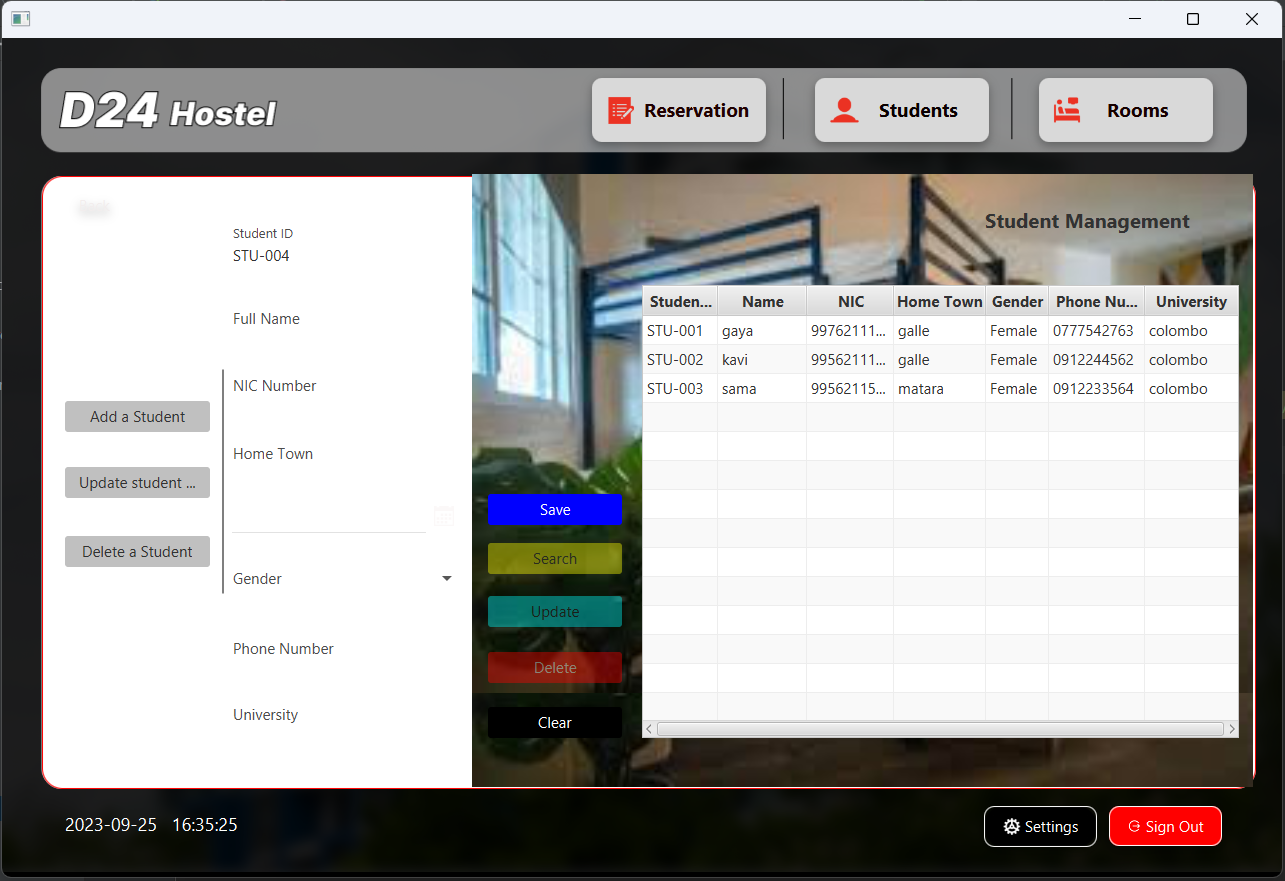 D24 Hostel
Reservation
Students
Rooms
Student ID
STU-004
Full Name
NIC Number
Home Town
Gender
Phone Number
University
Add a Student
Update student ...
Delete a Student
Save
Search
Update
Delete
Clear
Student Management
Studen... Name NIC Home Town Gender Phone Nu... University
STU-001 gaya 99762111... galle Female 0777542763 colombo
STU-002 kavi 99562111... galle Female 0912244562 colombo
STU-003 sama 99562115... matara Female 0912233564 colombo
2023-09-25 16:35:25
Settings
Sign Out